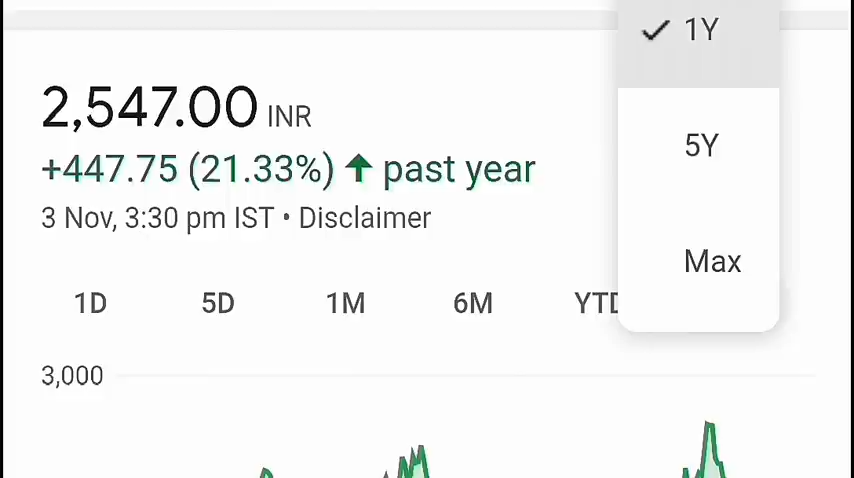 1Y
2,547.00 INR
+447.75 (21.33%) ↑ past year
5Y
3 Nov, 3:30 pm IST • Disclaimer
Max
1D 5D 1M 6M YTD
3,000